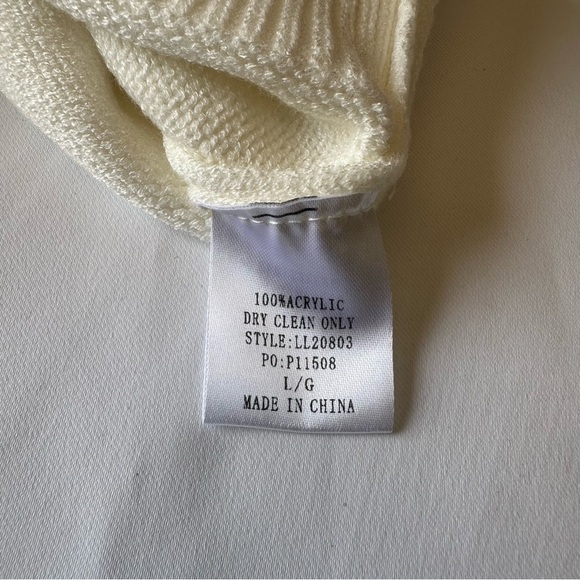 100%ACRYLIC
DRY CLEAN ONLY
STYLE:LL20803
PO:P11508
L/G
MADE IN CHINA